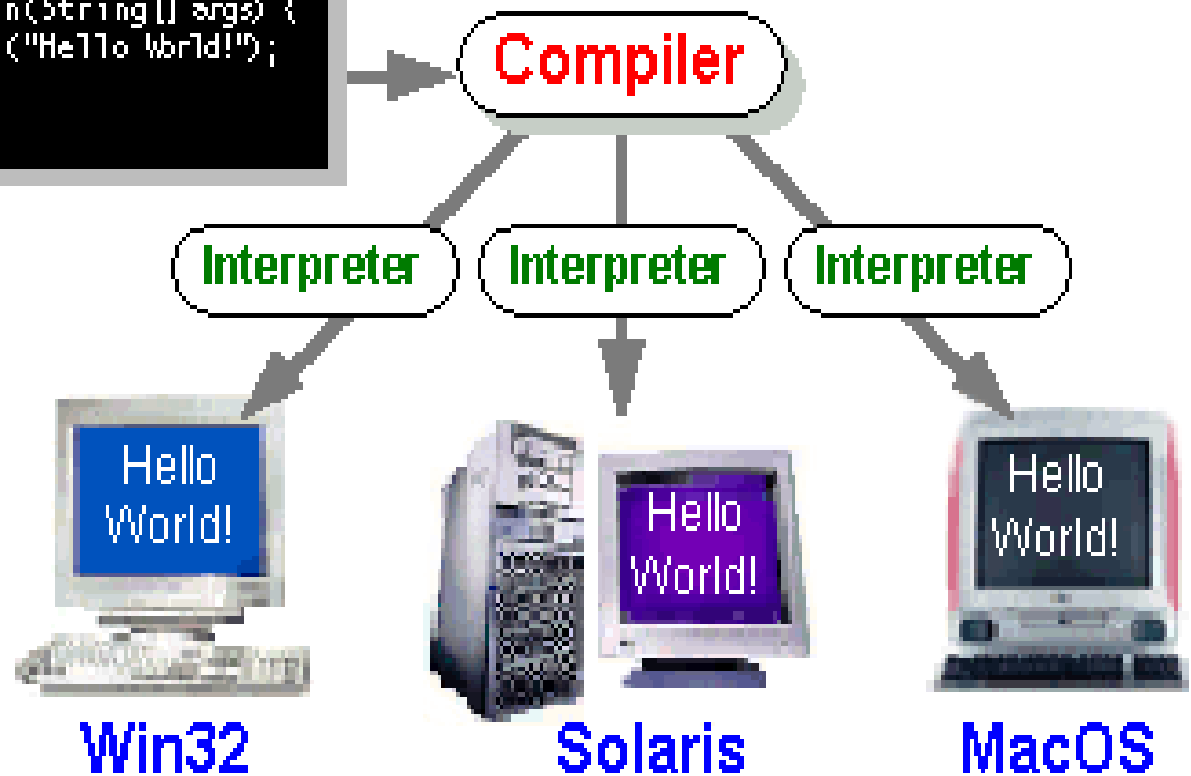 n(String[] args) {
("Hello World!");
Compiler
Interpreter Interpreter Interpreter
Hello
World!
Hello
World!
Hello
World!
Win32 Solaris MacOS